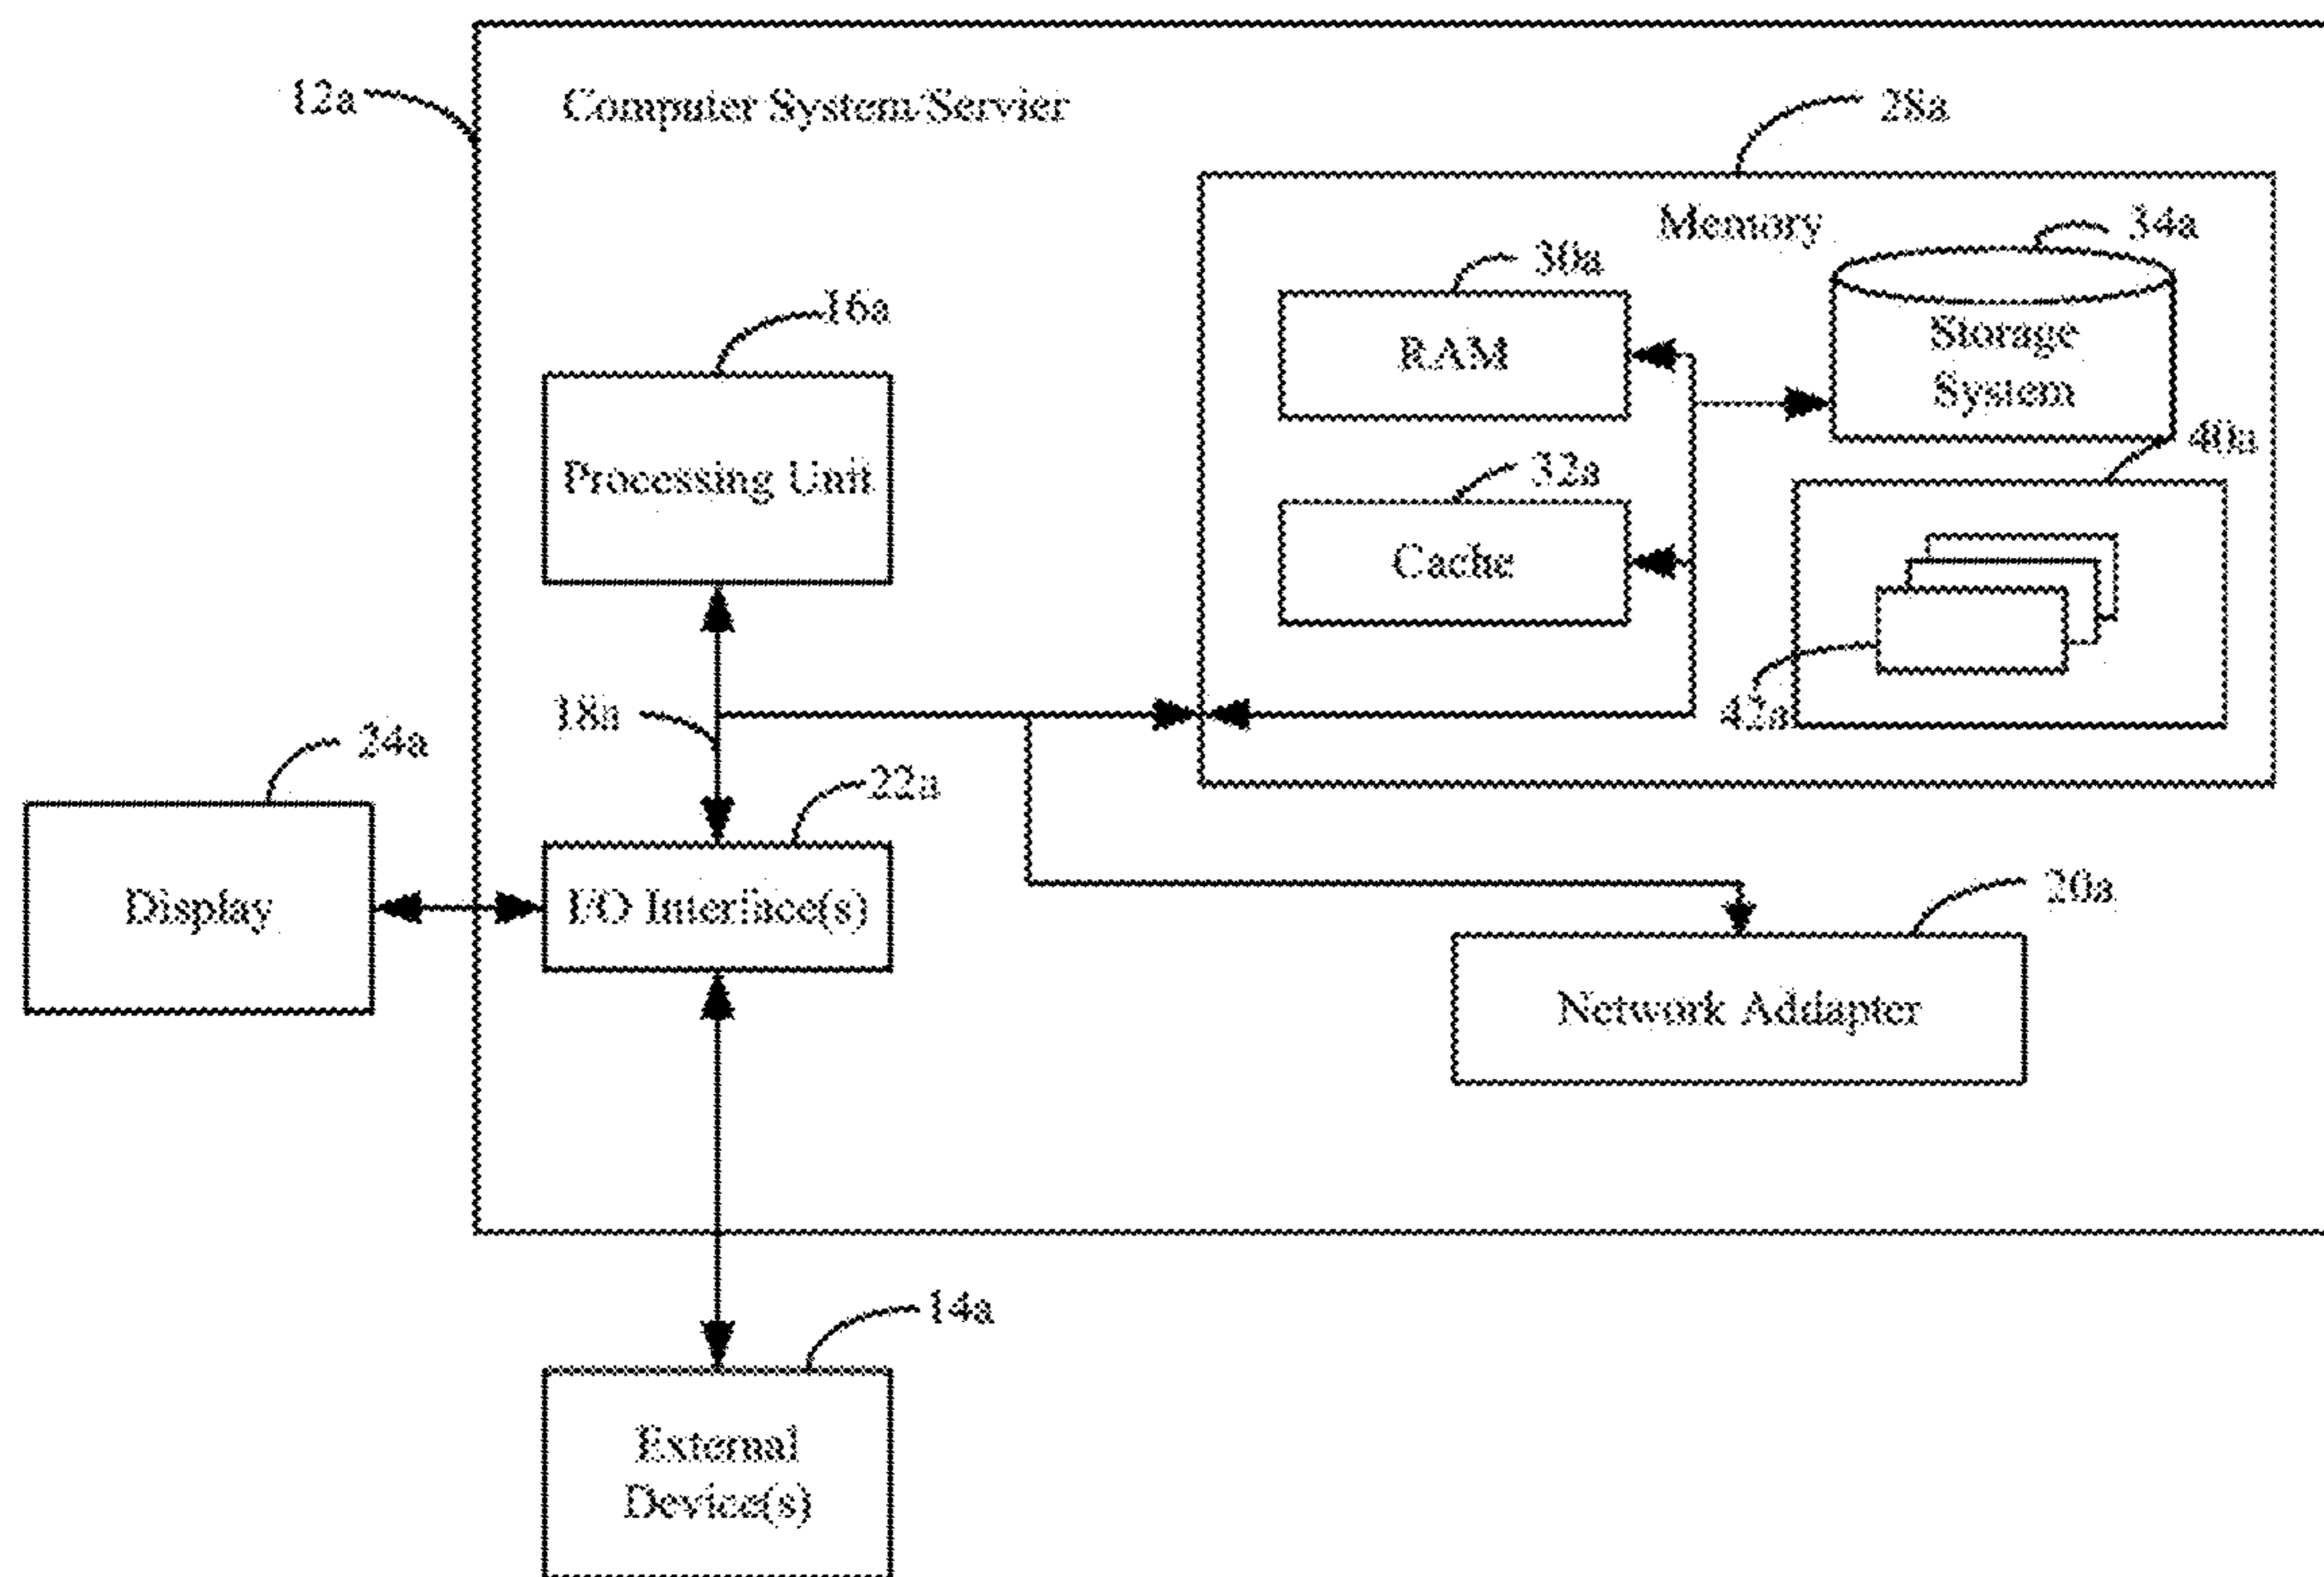 12a
Computer System/Servier
28a
Memory
34a
30a
16a
RAM
Storage
System
40a
Processing Unit
32a
Cache
42a
18a
24a
22a
Display
I/O Interface(s)
20a
Network Addapter
14a
External
Device(s)